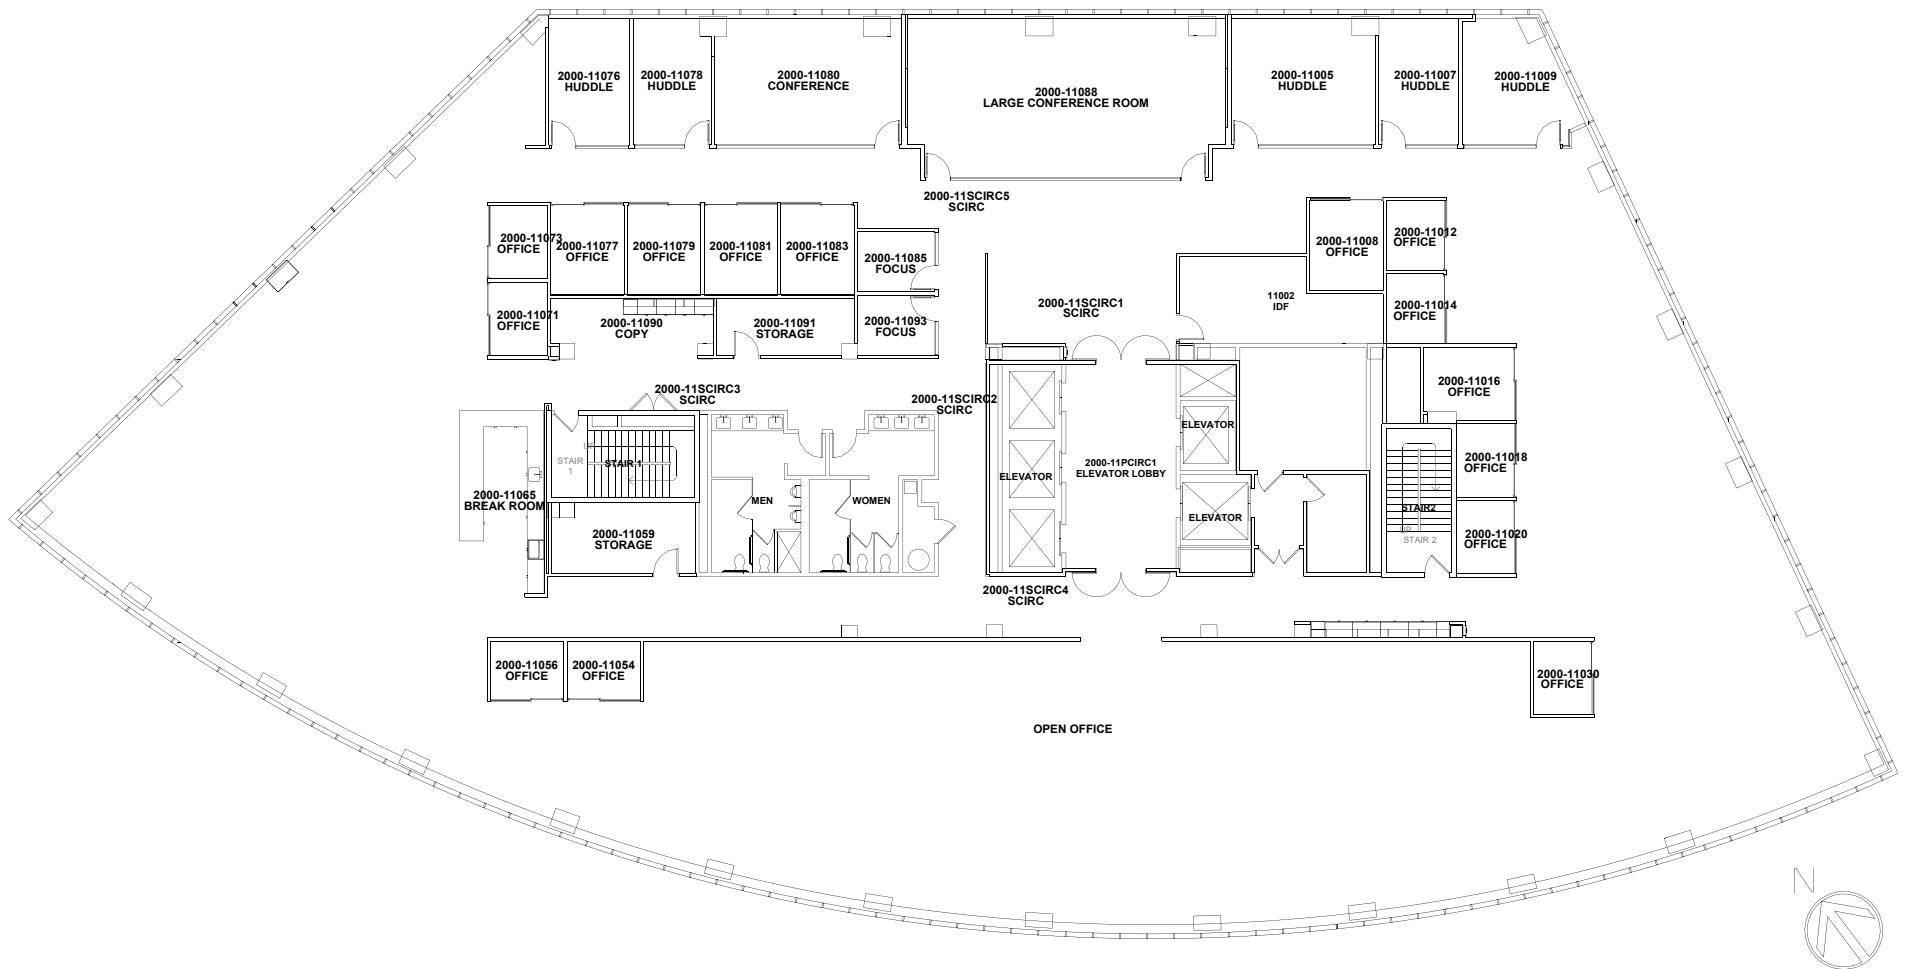 2000-11076
HUDDLE
2000-11078
HUDDLE
2000-11080
CONFERENCE
2000-11088
LARGE CONFERENCE ROOM
2000-11005
HUDDLE
2000-11007
HUDDLE
2000-11009
HUDDLE
2000-11SCIRC5
SCIRC
2000-11073
OFFICE
2000-11077
OFFICE
2000-11079
OFFICE
2000-11081
OFFICE
2000-11083
OFFICE
2000-11085
FOCUS
2000-11008
OFFICE
2000-11012
OFFICE
2000-11071
OFFICE
2000-11090
COPY
2000-11091
STORAGE
2000-11093
FOCUS
2000-11SCIRC1
SCIRC
11002
IDF
2000-11014
OFFICE
2000-11SCIRC3
SCIRC
2000-11SCIRC2
SCIRC
2000-11016
OFFICE
ELEVATOR
UP
STAIR
1
STAIR 1
ELEVATOR
2000-11PCIRC1
ELEVATOR LOBBY
2000-11018
OFFICE
2000-11065
BREAK ROOM
MEN
WOMEN
ELEVATOR
STAIR2
UP
STAIR 2
2000-11059
STORAGE
2000-11020
OFFICE
2000-11SCIRC4
SCIRC
2000-11056
OFFICE
2000-11054
OFFICE
2000-11030
OFFICE
OPEN OFFICE
N